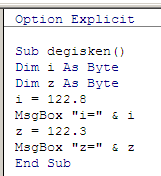 Option Explicit
Sub degisken()
Dim i As Byte
Dim z As Byte
i = 122.8
MsgBox "i=" & i
z = 122.3
MsgBox "z=" & z
End Sub